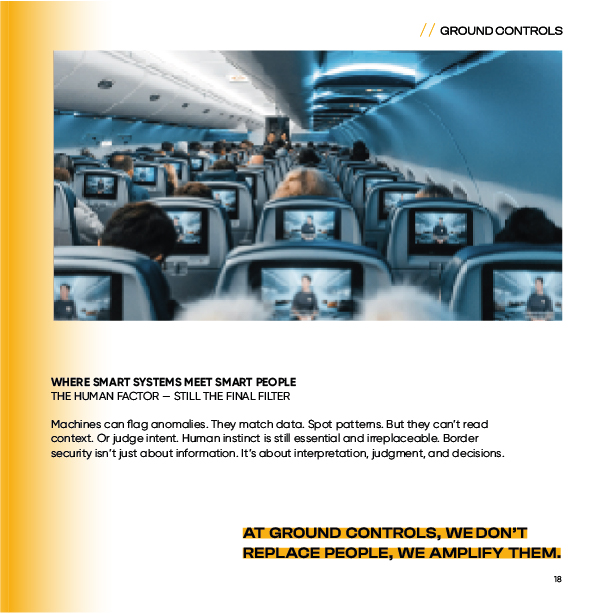 // GROUND CONTROLS
WHERE SMART SYSTEMS MEET SMART PEOPLE
THE HUMAN FACTOR — STILL THE FINAL FILTER
Machines can flag anomalies. They match data. Spot patterns. But they can't read
context. Or judge intent. Human instinct is still essential and irreplaceable. Border
security isn't just about information. It's about interpretation, judgment, and decisions.
AT GROUND CONTROLS, WE DON'T
REPLACE PEOPLE, WE AMPLIFY THEM.
18